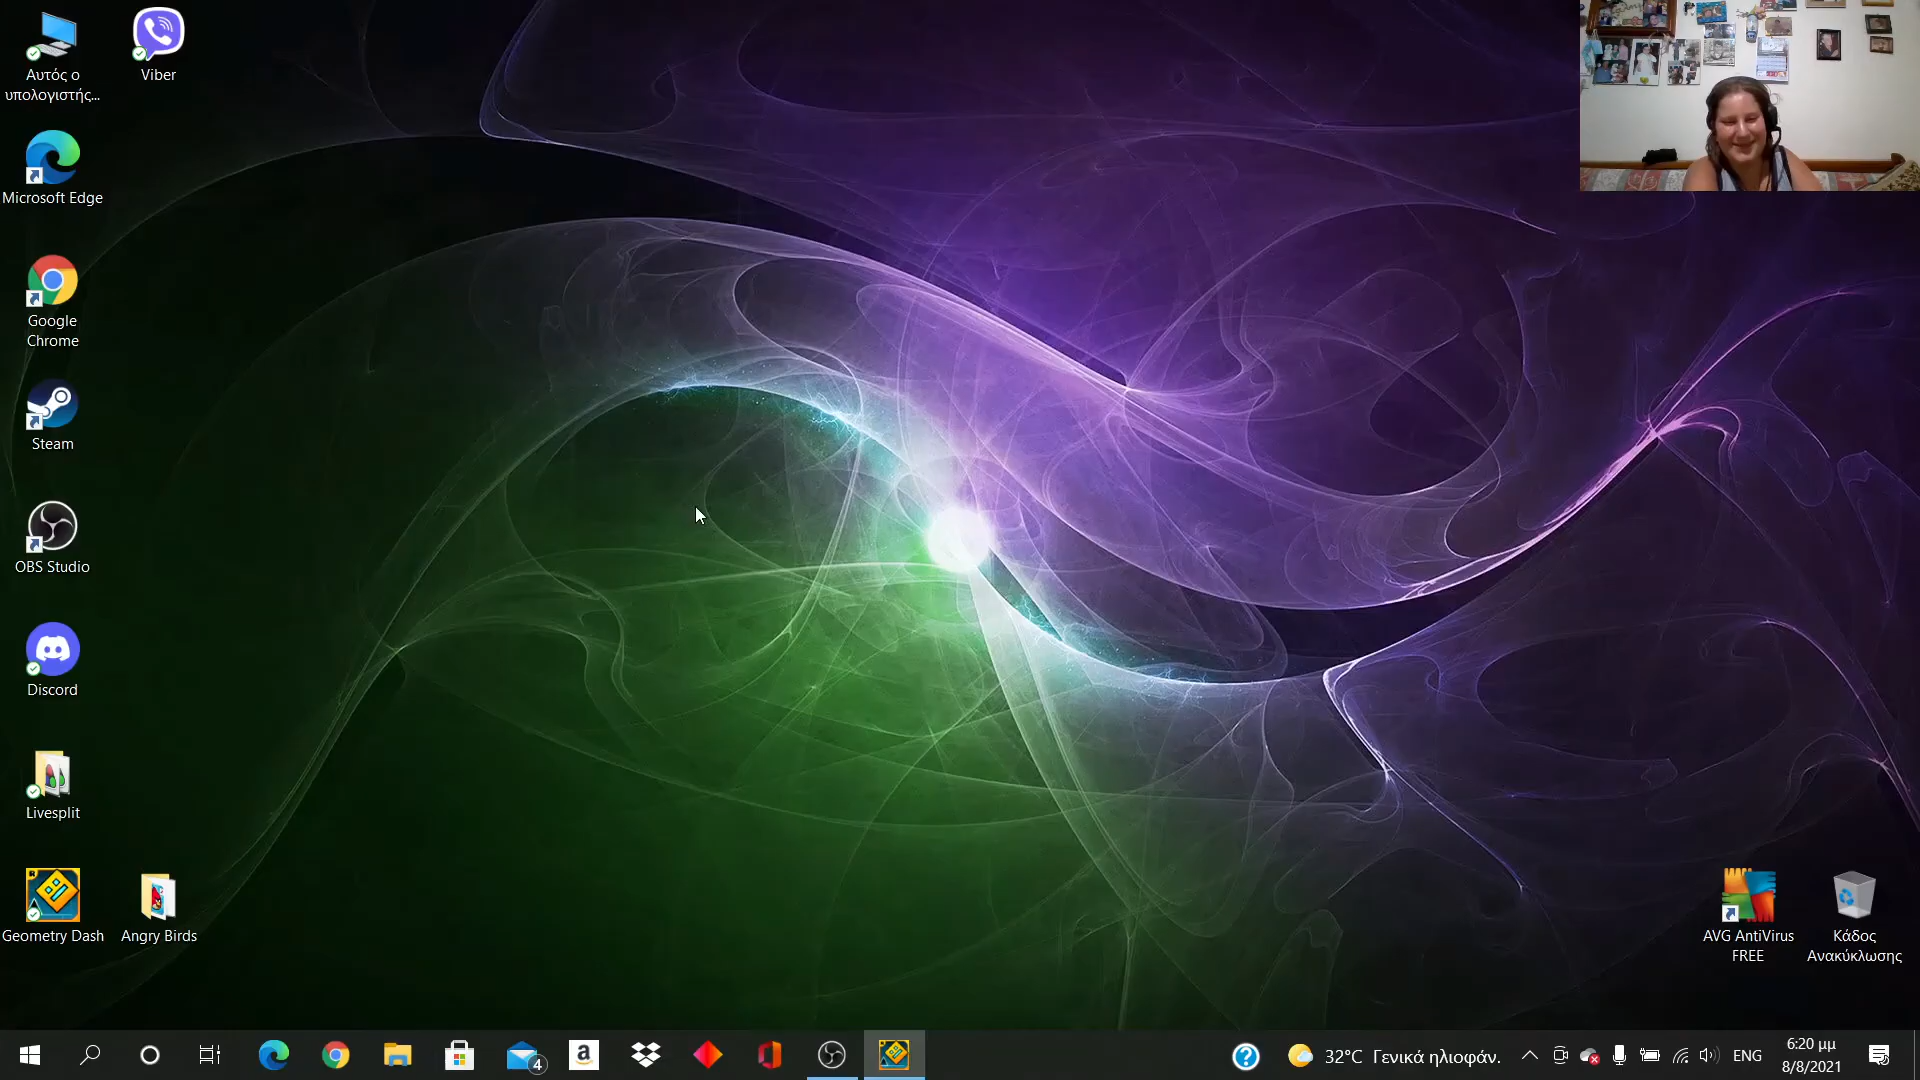 Αυτός ο
υπολογιστής...
Viber
Microsoft Edge
Google
Chrome
Steam
OBS Studio
Discord
Livesplit
Geometry Dash
Angry Birds
AVG AntiVirus
FREE
Κάδος
Ανακύκλωσης
4
a
?
32°C Γενικά ηλιοφάν.
ENG
6:20 μμ
8/8/2021